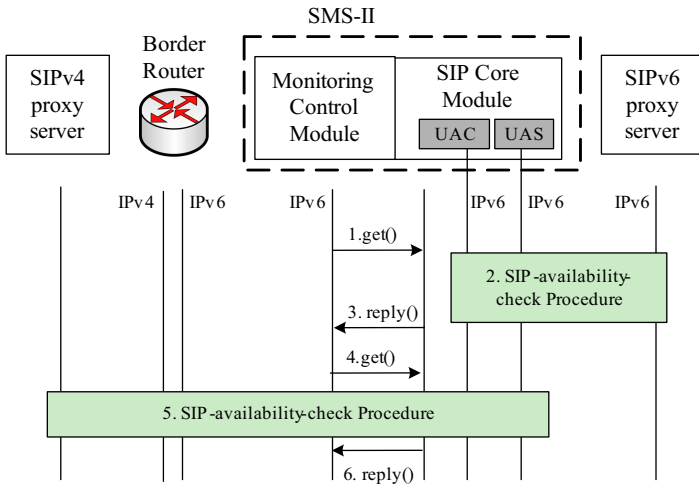 SMS-II
SIPv4
proxy
server
Border
Router
Monitoring
Control
Module
SIP Core
Module
UAC
UAS
SIPv6
proxy
server
IPv4
IPv6
IPv6
IPv6
IPv6
IPv6
1.get()
2. SIP-availability-
check Procedure
3. reply()
4.get()
5. SIP-availability-check Procedure
6. reply()